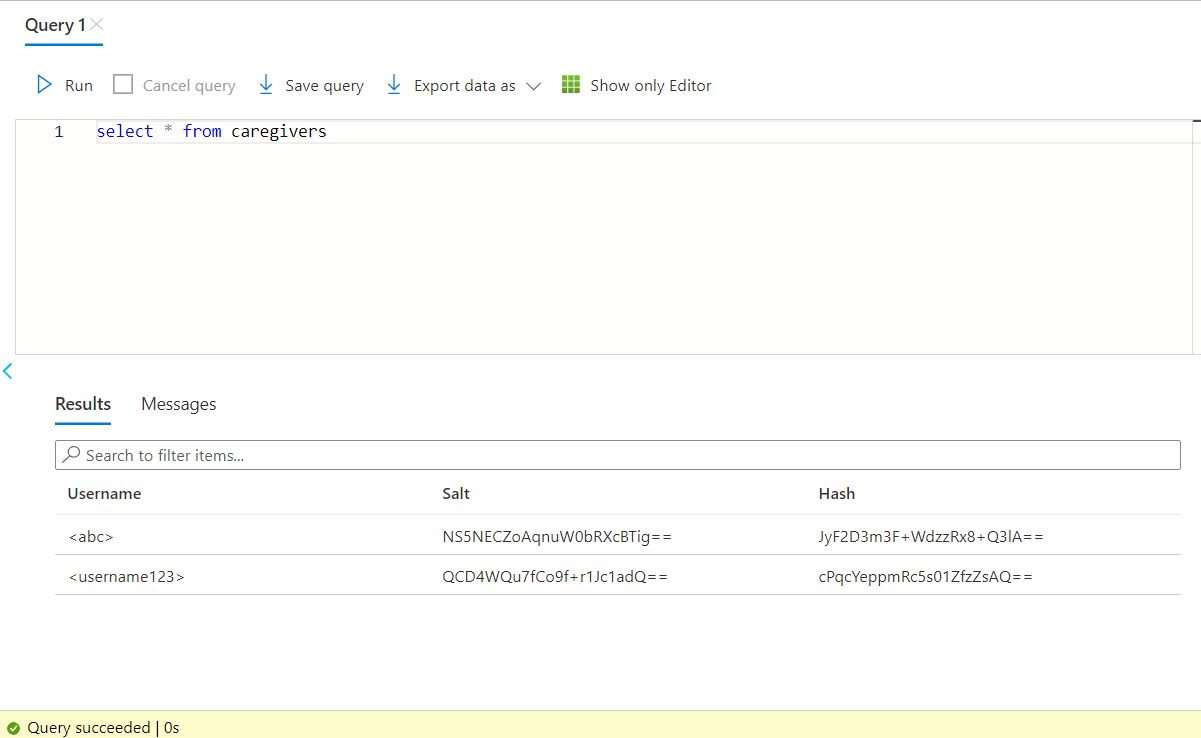 Query 1
Run Cancel query Save query Export data as Show only Editor
1 select * from caregivers
Results Messages
Search to filter items...
Username Salt Hash
<abc> NS5NECZoAqnuW0bRXcBTig== JyF2D3m3F+WdzzRx8+Q3lA==
<username123> QCD4WQu7fCo9f+r1Jc1adQ== cPqcYeppmRc5s01ZfzZsAQ==
Query succeeded | 0s